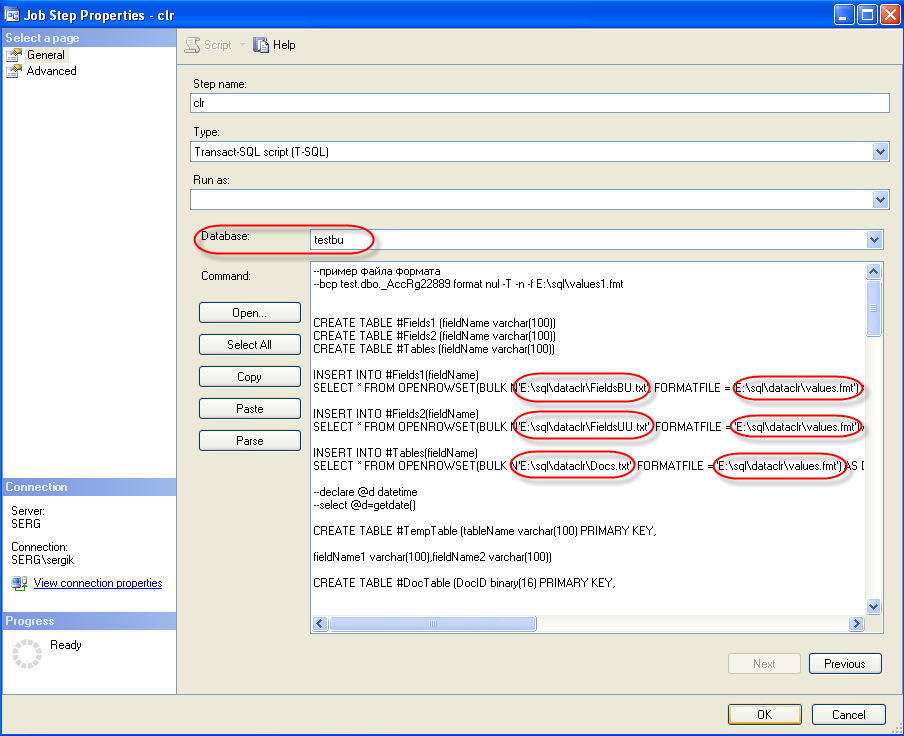 Job Step Properties - clr
Select a page
General
Advanced
Script
Help
Step name:
clr
Type:
Transact-SQL script (T-SQL)
Run as:
Database:
testbu
Command:
Open...
Select All
Copy
Paste
Parse
--пример файла формата
--bcp test.dbo._AccRg22889 format nul -T -n -f E:\sql\values1.fmt
CREATE TABLE #Fields1 (fieldName varchar(100))
CREATE TABLE #Fields2 (fieldName varchar(100))
CREATE TABLE #Tables (fieldName varchar(100))
INSERT INTO #Fields1(fieldName)
SELECT * FROM OPENROWSET(BULK N'E:\sql\dataclr\FieldsBU.txt', FORMATFILE = 'E:\sql\dataclr\values.fmt')
INSERT INTO #Fields2(fieldName)
SELECT * FROM OPENROWSET(BULK N'E:\sql\dataclr\FieldsUU.txt', FORMATFILE = 'E:\sql\dataclr\values.fmt')
INSERT INTO #Tables(fieldName)
SELECT * FROM OPENROWSET(BULK N'E:\sql\dataclr\Docs.txt', FORMATFILE = 'E:\sql\dataclr\values.fmt') AS
--declare @d datetime
--select @d=getdate()
CREATE TABLE #TempTable (tableName varchar(100) PRIMARY KEY,
fieldName1 varchar(100),fieldName2 varchar(100))
CREATE TABLE #DocTable (DocID binary(16) PRIMARY KEY,
Connection
Server:
SERG
Connection:
SERG\sergik
View connection properties
Progress
Ready
Next
Previous
OK
Cancel